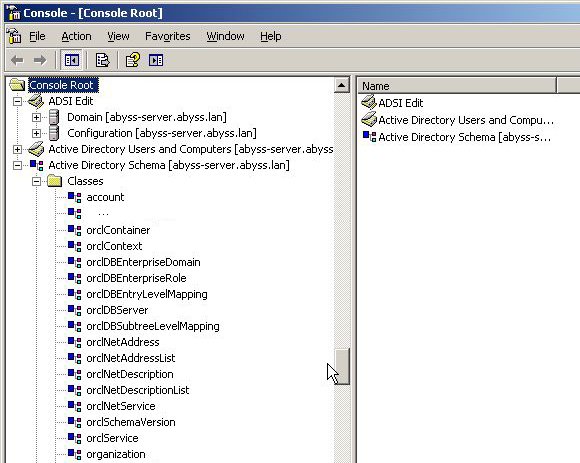 Console - [Console Root]
File Action View Favorites Window Help
Console Root
ADSI Edit
Domain [abyss-server.abyss.lan]
Configuration [abyss-server.abyss.lan]
Active Directory Users and Computers [abyss-server.abyss
Active Directory Schema [abyss-server.abyss.lan]
Classes
account
...
orclContainer
orclContext
orclDBEnterpriseDomain
orclDBEnterpriseRole
orclDBEntryLevelMapping
orclDBServer
orclDBSubtreeLevelMapping
orclNetAddress
orclNetAddressList
orclNetDescription
orclNetDescriptionList
orclNetService
orclSchemaVersion
orclService
organization
Name
ADSI Edit
Active Directory Users and Compu...
Active Directory Schema [abyss-s...